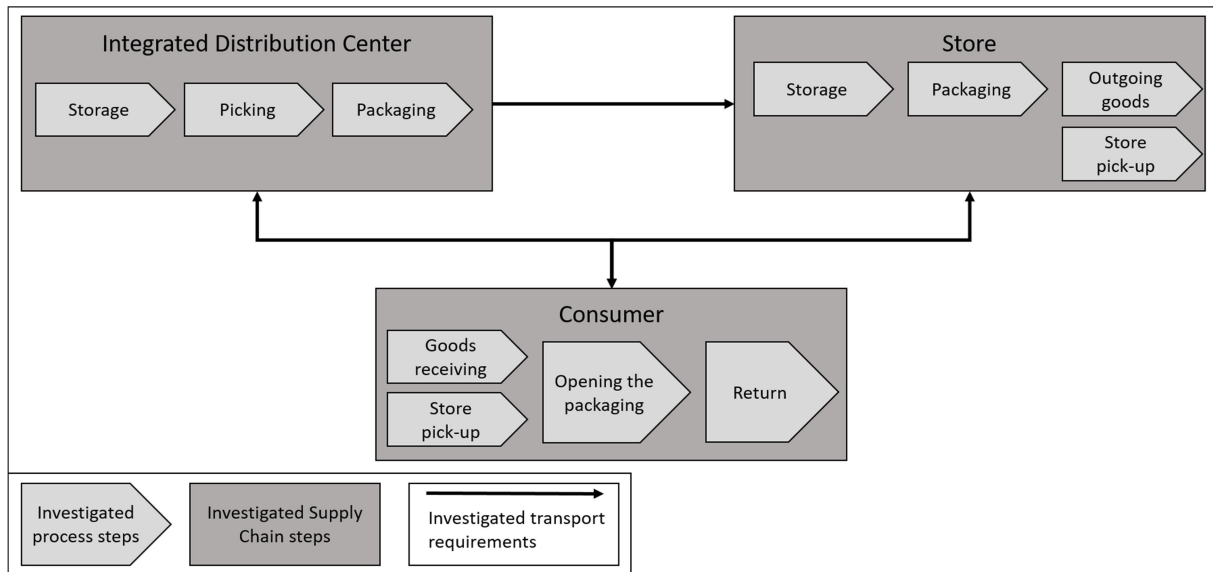 Integrated Distribution Center
Storage
Picking
Packaging
Store
Storage
Packaging
Outgoing
goods
Store
pick-up
Consumer
Goods
receiving
Store
pick-up
Opening the
packaging
Return
Investigated
process steps
Investigated Supply
Chain steps
Investigated transport
requirements